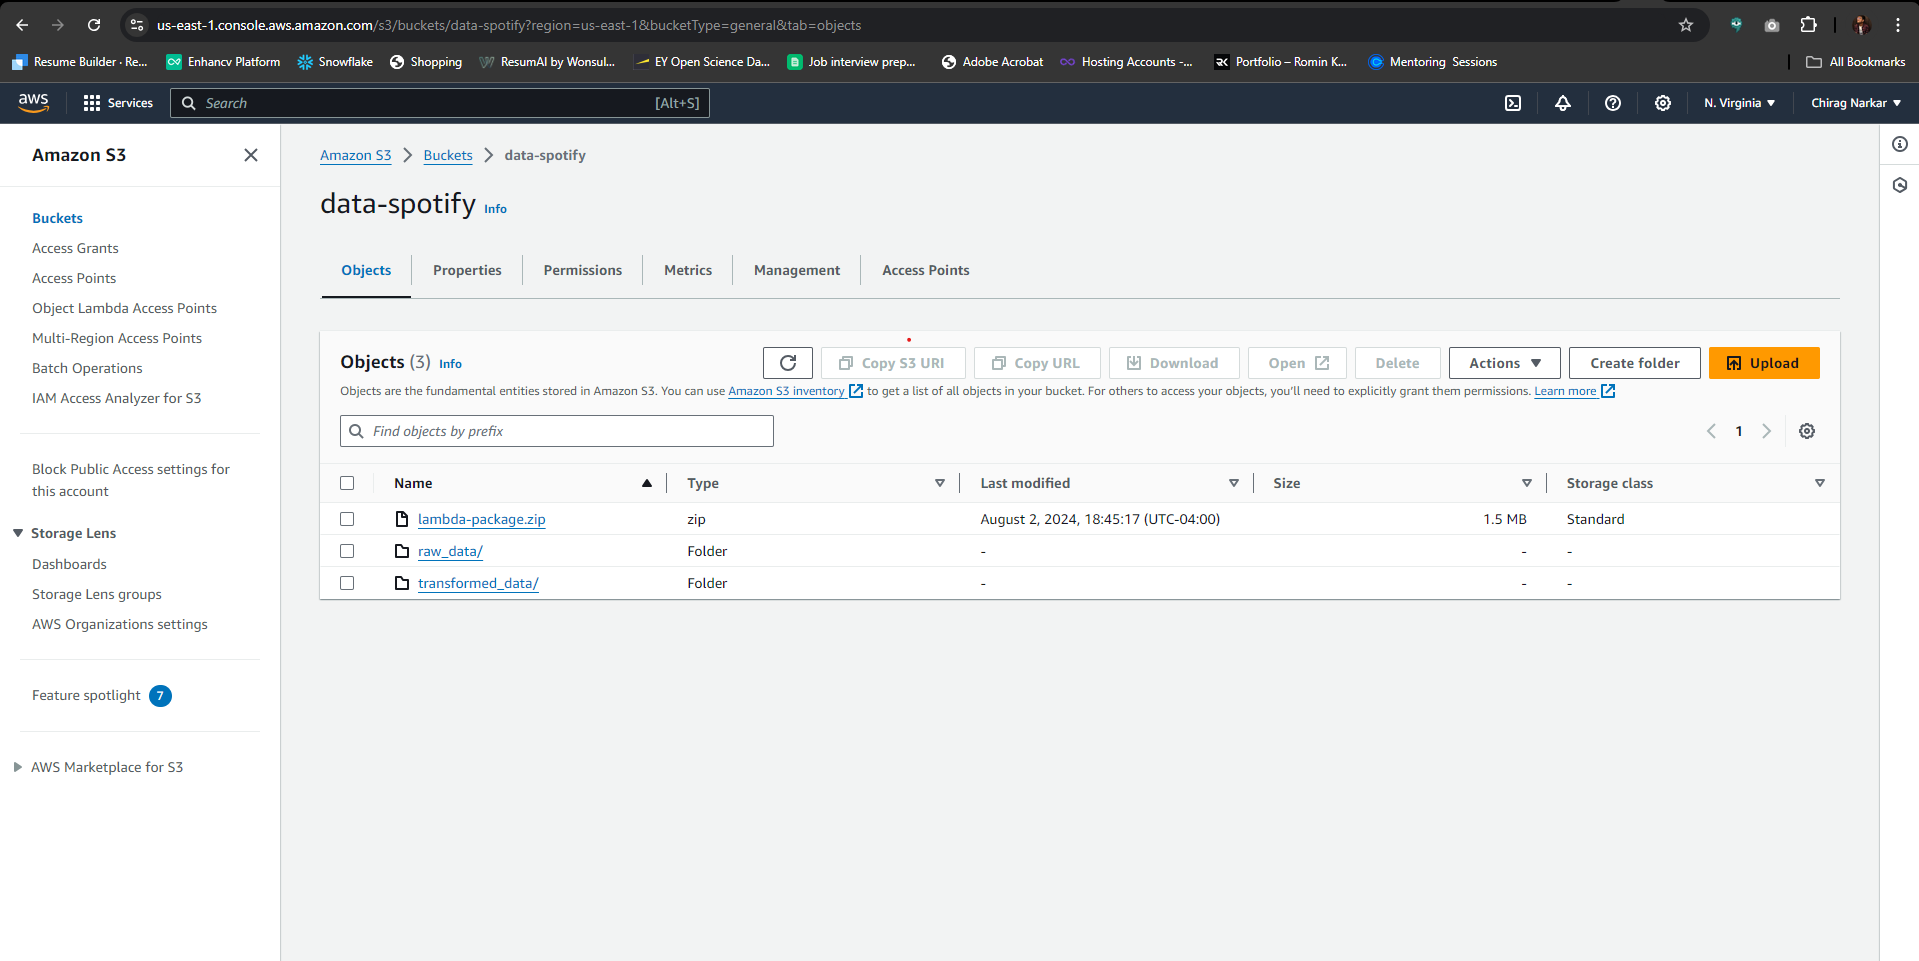 us-east-1.console.aws.amazon.com/s3/buckets/data-spotify?region=us-east-1&bucketType=general&tab=objects
Resume Builder · Re... Enhancv Platform Snowflake Shopping ResumAI by Wonsul... EY Open Science Da... Job interview prep... Adobe Acrobat Hosting Accounts -... Portfolio – Romin K... Mentoring Sessions All Bookmarks
aws Services Search [Alt+S] N. Virginia Chirag Narkar
Amazon S3
Buckets
Access Grants
Access Points
Object Lambda Access Points
Multi-Region Access Points
Batch Operations
IAM Access Analyzer for S3
Block Public Access settings for
this account
Storage Lens
Dashboards
Storage Lens groups
AWS Organizations settings
Feature spotlight 7
AWS Marketplace for S3
Amazon S3 Buckets data-spotify
data-spotify Info
Objects Properties Permissions Metrics Management Access Points
Objects (3) Info Copy S3 URI Copy URL Download Open Delete Actions Create folder Upload
Objects are the fundamental entities stored in Amazon S3. You can use Amazon S3 inventory to get a list of all objects in your bucket. For others to access your objects, you'll need to explicitly grant them permissions. Learn more
Find objects by prefix 1
Name Type Last modified Size Storage class
lambda-package.zip zip August 2, 2024, 18:45:17 (UTC-04:00) 1.5 MB Standard
raw_data/ Folder - - -
transformed_data/ Folder - - -